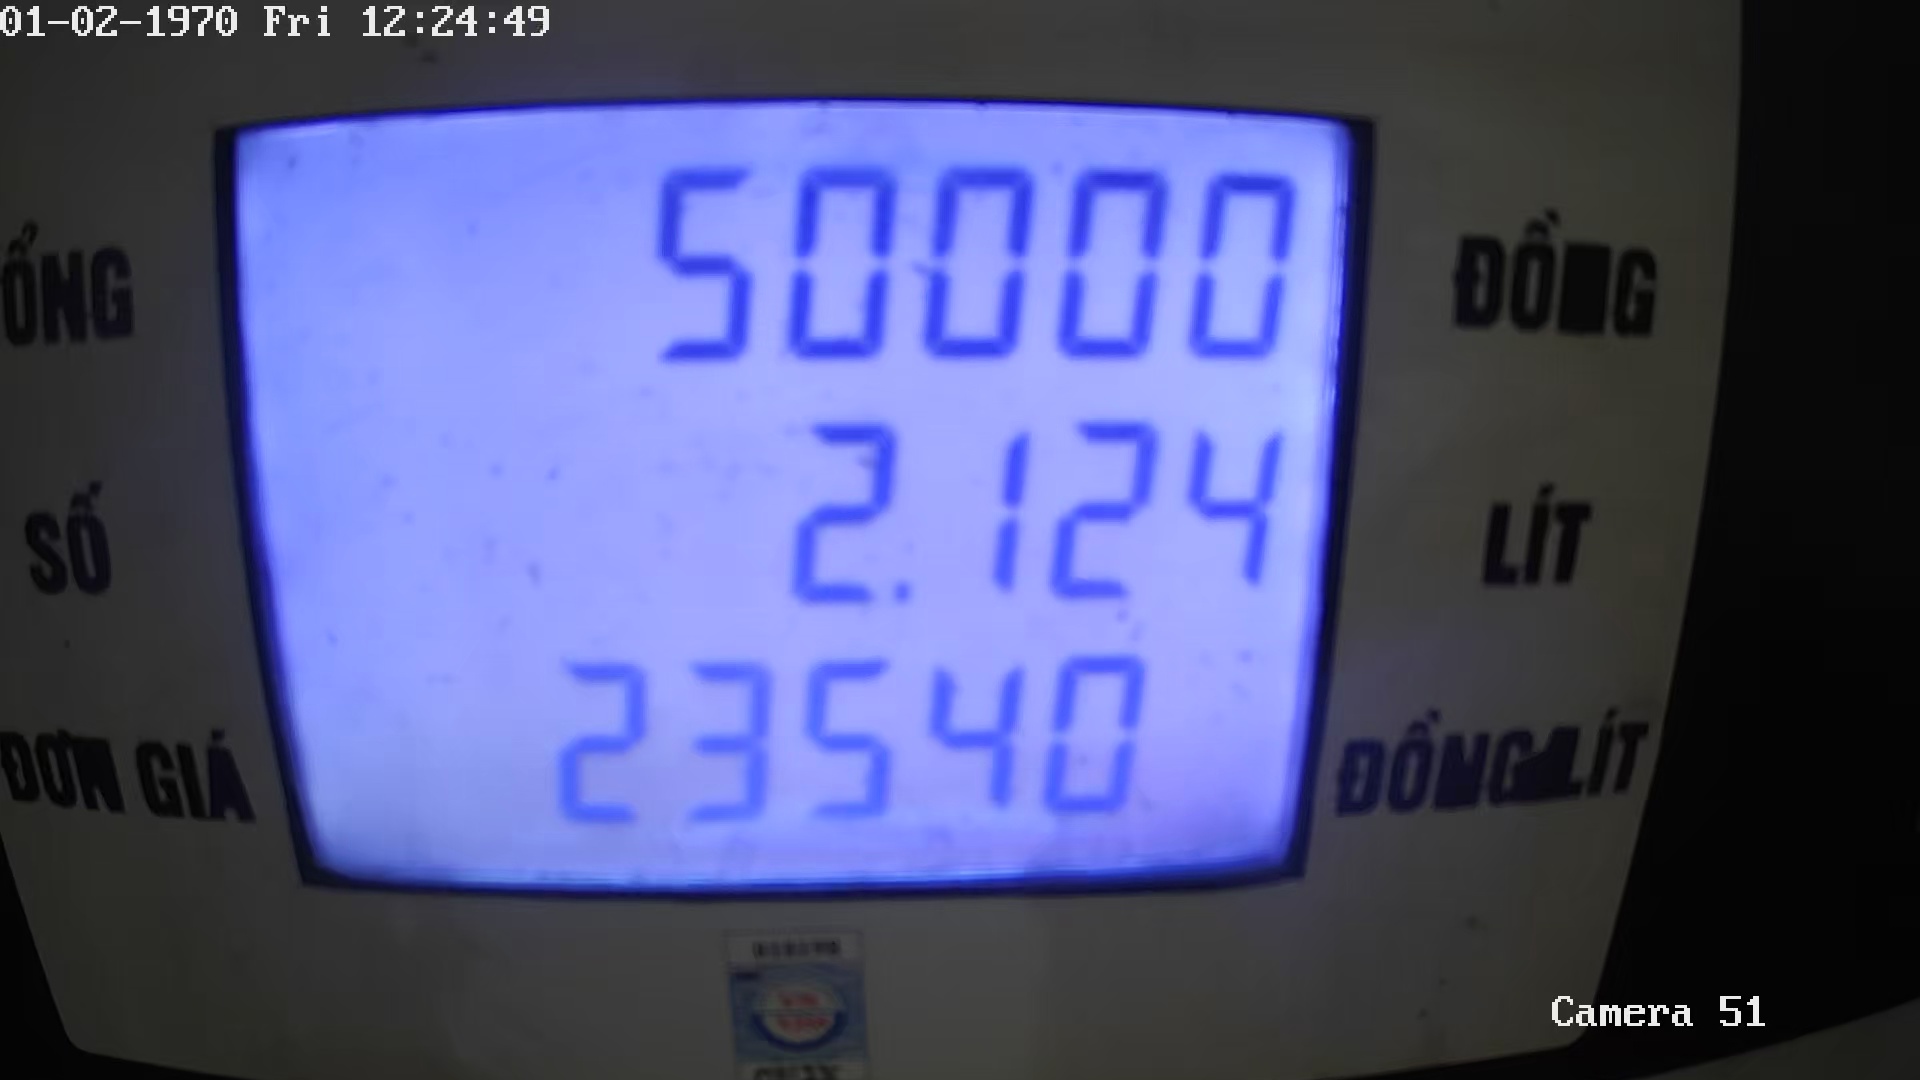 01-02-1970 Fri 12:24:49
50000
ỔNG ĐỒNG
2.124
SỐ LÍT
23540
ĐƠN GIÁ ĐỒNG/LÍT
Camera 51